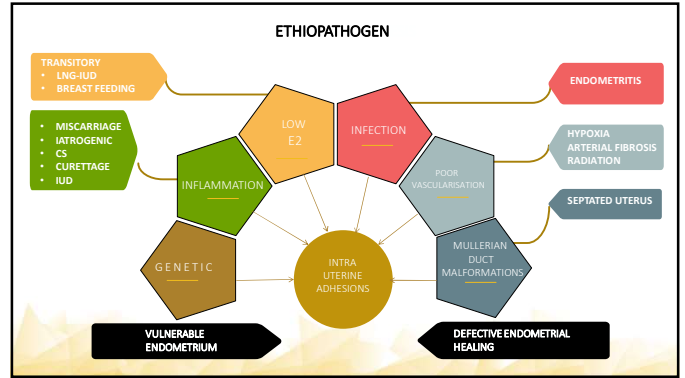 ETHIOPATHOGEN
TRANSITORY
• LNG-IUD
• BREAST FEEDING
• MISCARRIAGE
• IATROGENIC
• CS
• CURETTAGE
• IUD
LOW
E2
INFECTION
INFLAMMATION
POOR
VASCULARISATION
GENETIC
MULLERIAN
DUCT
MALFORMATIONS
INTRA
UTERINE
ADHESIONS
ENDOMETRITIS
HYPOXIA
ARTERIAL FIBROSIS
RADIATION
SEPTATED UTERUS
VULNERABLE
ENDOMETRIUM
DEFECTIVE ENDOMETRIAL
HEALING